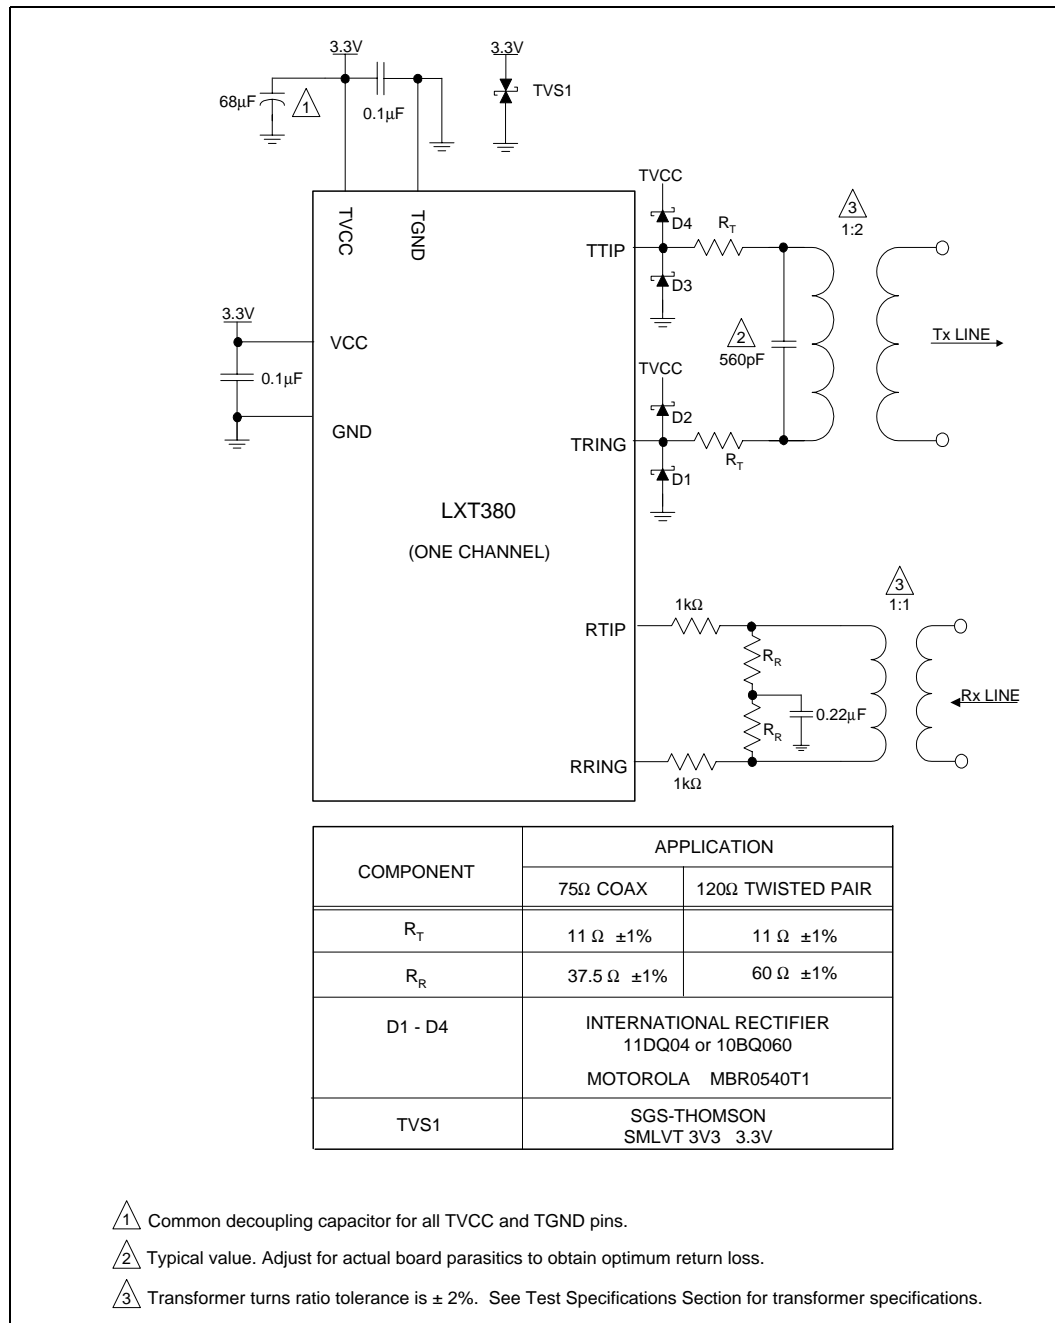 3.3V
3.3V
68μF
1
0.1μF
TVS1
TVCC
TVCC
TGND
D4
R_T
3
1:2
TTIP
D3
3.3V
VCC
2
Tx LINE
560pF
TVCC
0.1μF
D2
GND
TRING
R_T
D1
LXT380
(ONE CHANNEL)
3
1:1
1kΩ
RTIP
R_R
Rx LINE
0.22μF
R_R
RRING
1kΩ
COMPONENT
APPLICATION
75Ω COAX
120Ω TWISTED PAIR
R_T
11 Ω ±1%
11 Ω ±1%
R_R
37.5 Ω ±1%
60 Ω ±1%
D1 - D4
INTERNATIONAL RECTIFIER
11DQ04 or 10BQ060
MOTOROLA MBR0540T1
TVS1
SGS-THOMSON
SMLVT 3V3 3.3V
1 Common decoupling capacitor for all TVCC and TGND pins.
2 Typical value. Adjust for actual board parasitics to obtain optimum return loss.
3 Transformer turns ratio tolerance is ± 2%. See Test Specifications Section for transformer specifications.